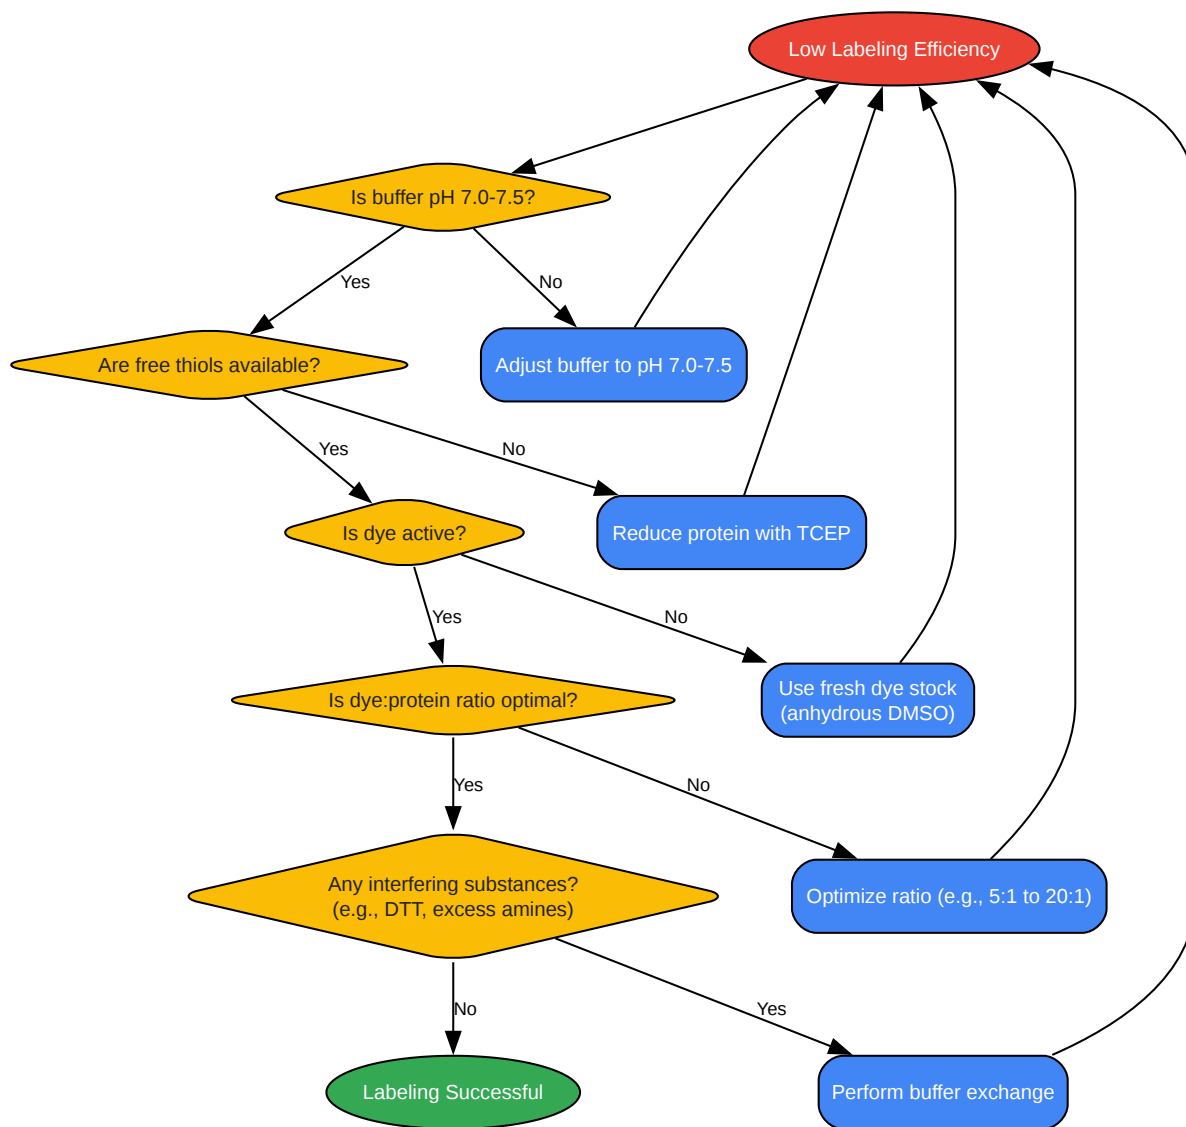 Low Labeling Efficiency
Is buffer pH 7.0-7.5?
Yes
No
Are free thiols available?
Adjust buffer to pH 7.0-7.5
Yes
No
Is dye active?
Reduce protein with TCEP
Yes
No
Is dye:protein ratio optimal?
Use fresh dye stock
(anhydrous DMSO)
Yes
No
Any interfering substances?
(e.g., DTT, excess amines)
Optimize ratio (e.g., 5:1 to 20:1)
No
Yes
Labeling Successful
Perform buffer exchange